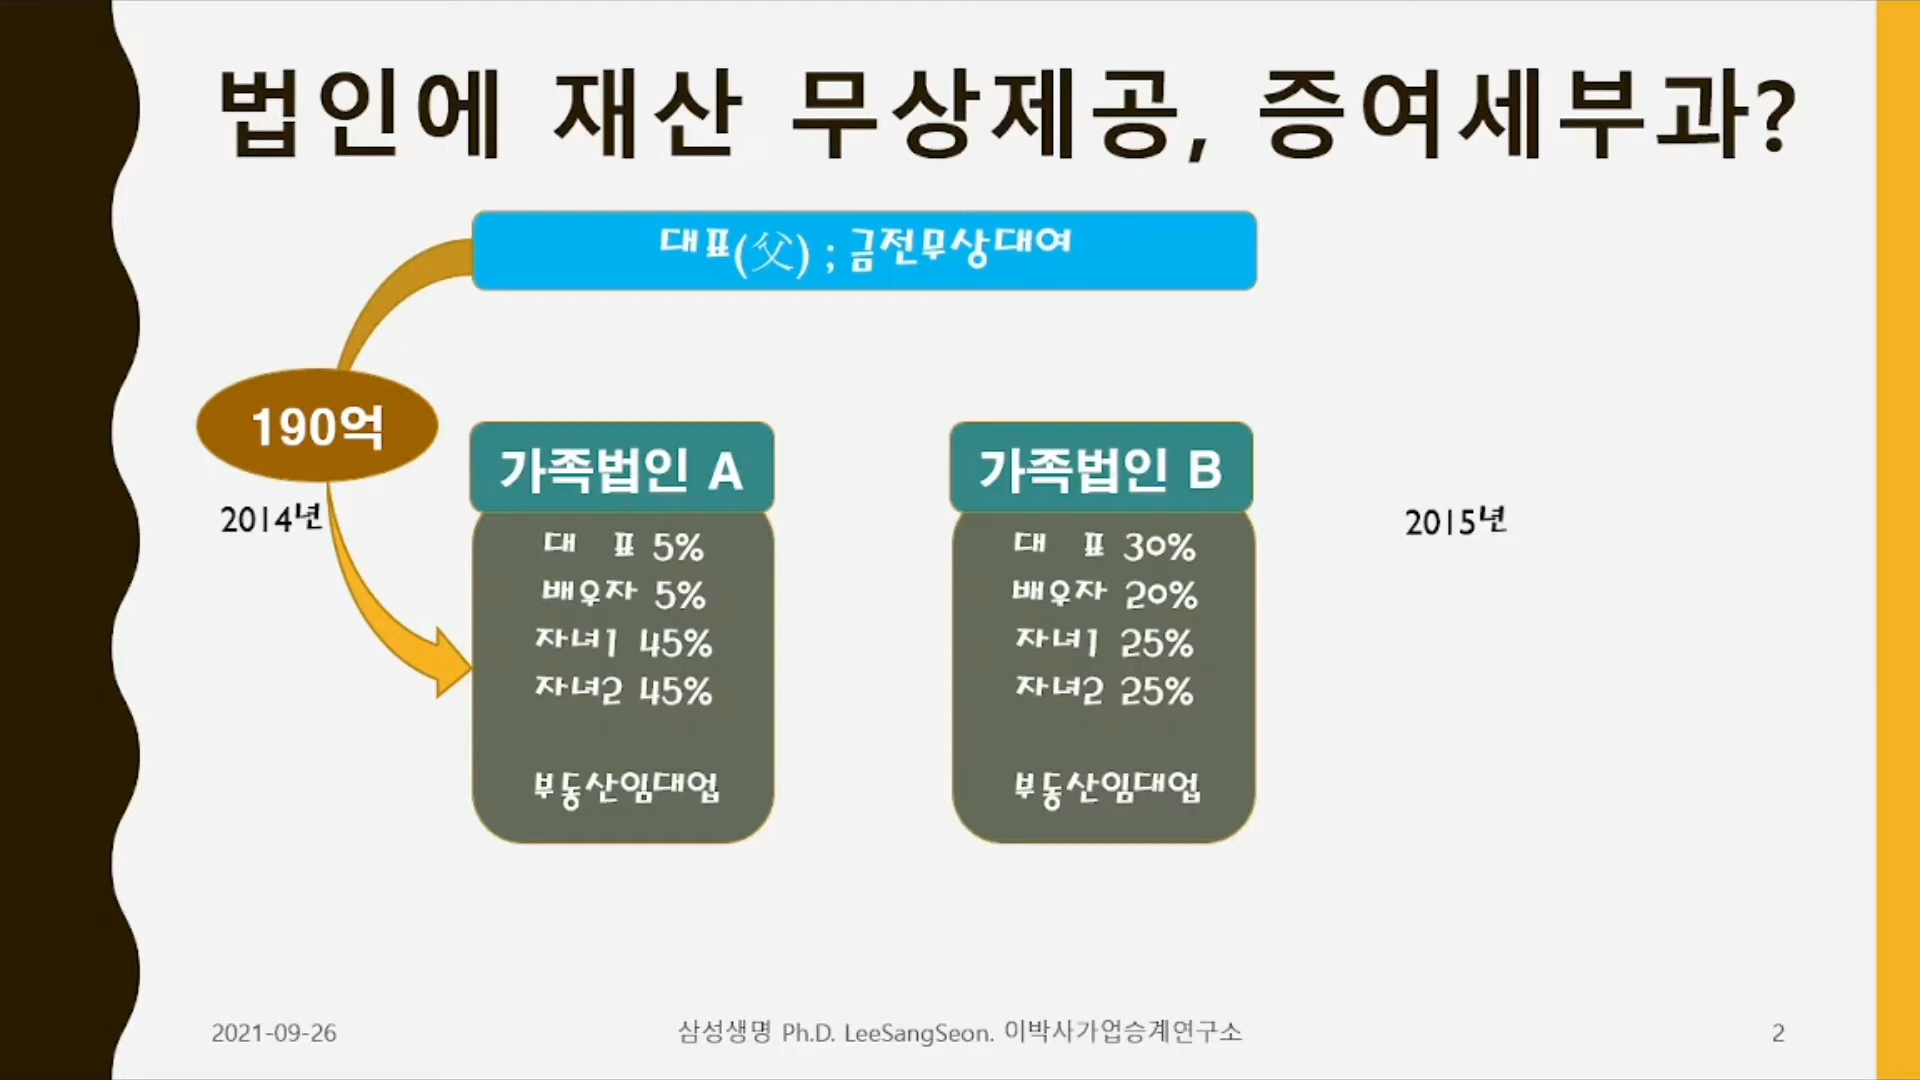 법인에 재산 무상제공, 증여세부과?
대표(父) ; 금전무상대여
190억
2014년
가족법인 A
대 표 5%
배우자 5%
자녀1 45%
자녀2 45%
부동산임대업
가족법인 B
대 표 30%
배우자 20%
자녀1 25%
자녀2 25%
부동산임대업
2015년
2021-09-26
삼성생명 Ph.D. LeeSangSeon. 이박사가업승계연구소
2